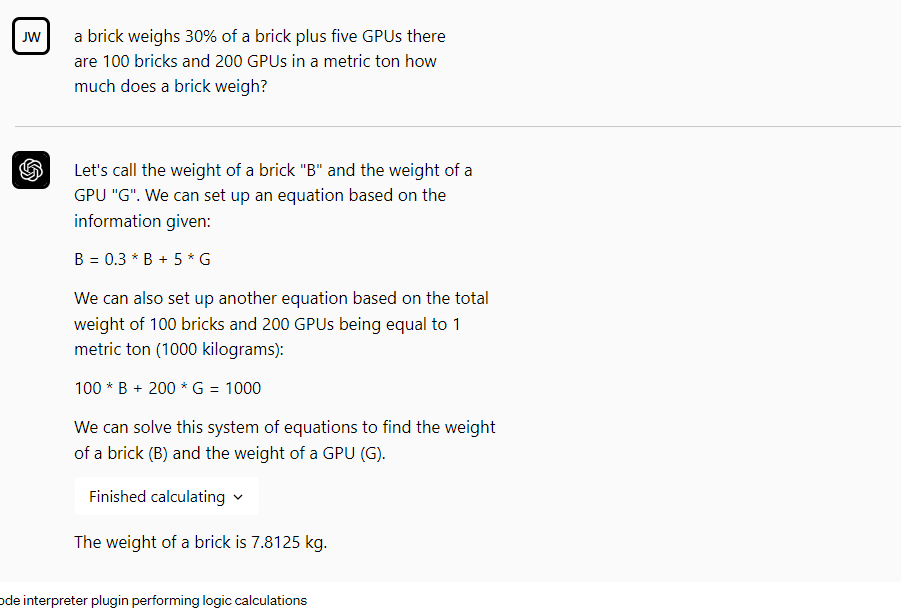 JW
a brick weighs 30% of a brick plus five GPUs there
are 100 bricks and 200 GPUs in a metric ton how
much does a brick weigh?
Let's call the weight of a brick "B" and the weight of a
GPU "G". We can set up an equation based on the
information given:
B = 0.3 * B + 5 * G
We can also set up another equation based on the total
weight of 100 bricks and 200 GPUs being equal to 1
metric ton (1000 kilograms):
100 * B + 200 * G = 1000
We can solve this system of equations to find the weight
of a brick (B) and the weight of a GPU (G).
Finished calculating
The weight of a brick is 7.8125 kg.
ode interpreter plugin performing logic calculations